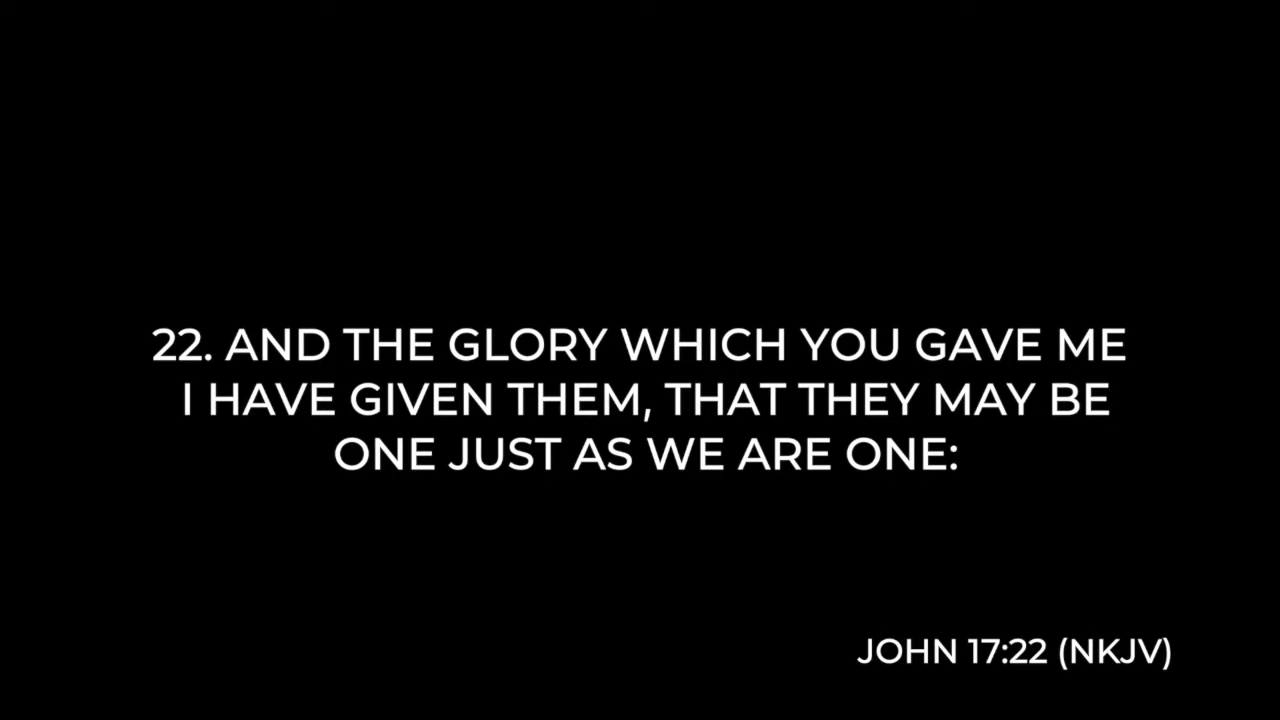 22. AND THE GLORY WHICH YOU GAVE ME
I HAVE GIVEN THEM, THAT THEY MAY BE
ONE JUST AS WE ARE ONE:
JOHN 17:22 (NKJV)